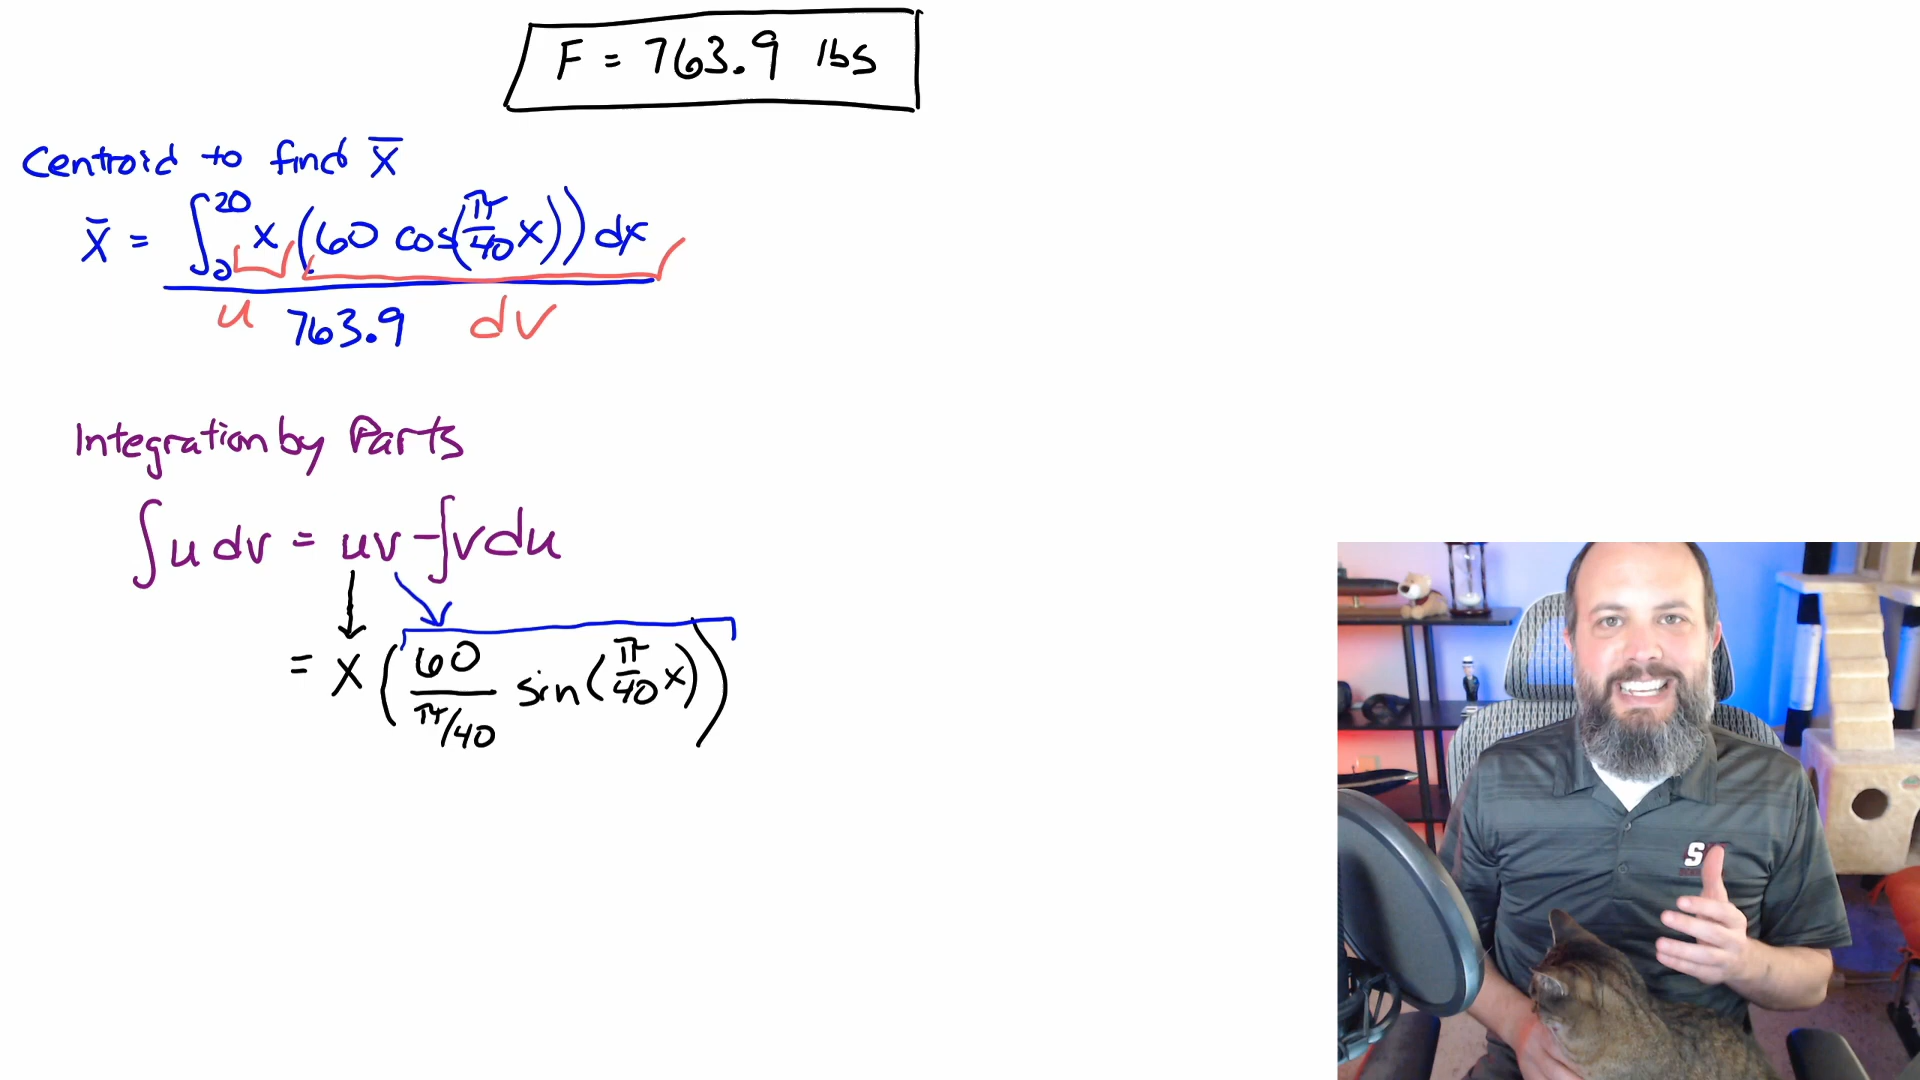 F = 763.9 lbs
Centroid to find x̄
x̄ = ∫₀²⁰ x (60 cos(π/40 x)) dx
u 763.9 dv
Integration by Parts
∫ u dv = uv - ∫ v du
= x (60/(π/40) sin(π/40 x))
S